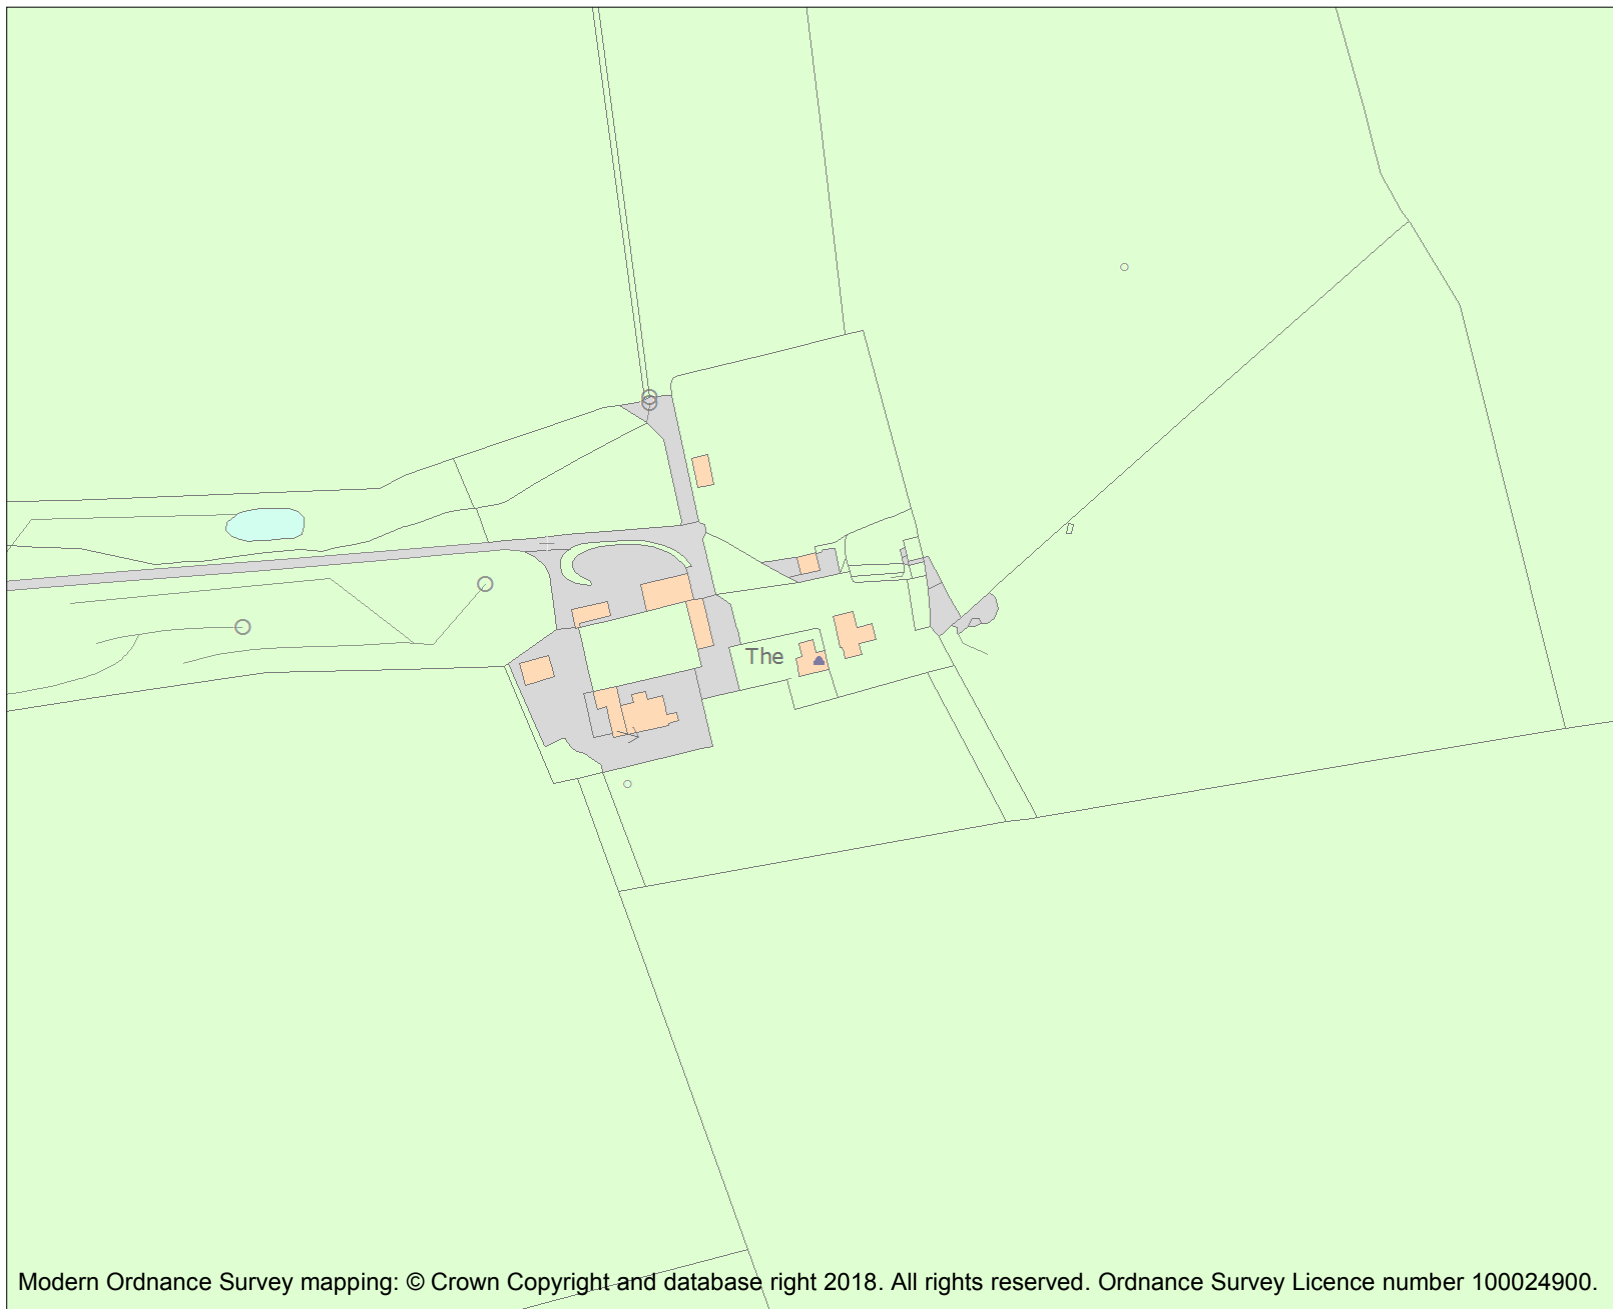 The
Modern Ordnance Survey mapping: © Crown Copyright and database right 2018. All rights reserved. Ordnance Survey Licence number 100024900.